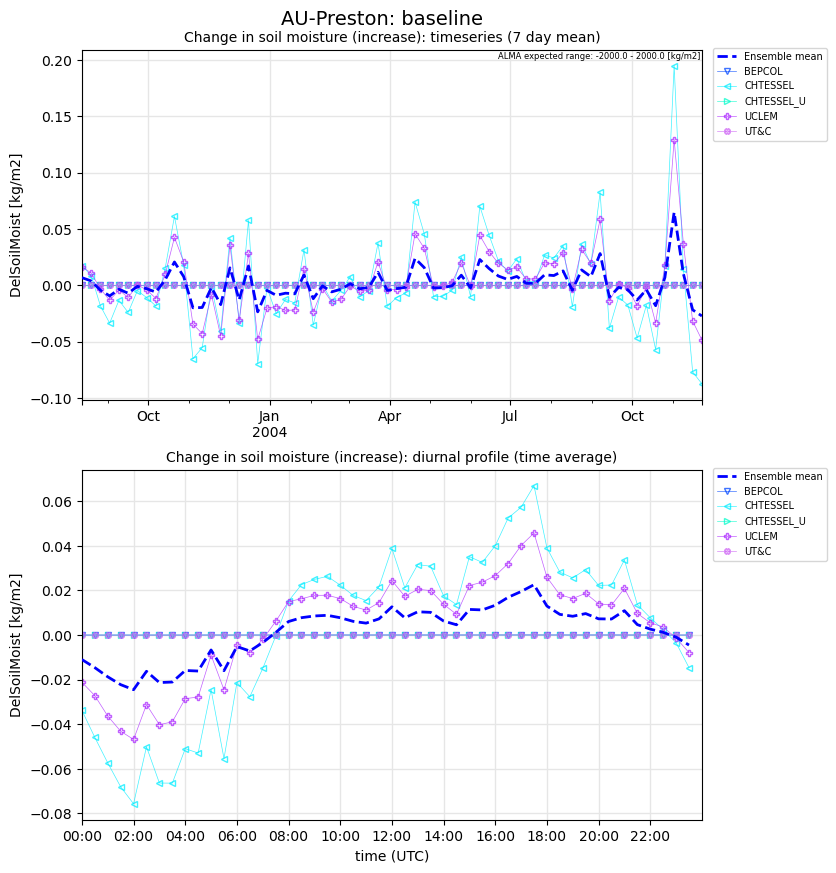 AU-Preston: baseline
Change in soil moisture (increase): timeseries (7 day mean)
ALMA expected range: -2000.0 - 2000.0 [kg/m2]
DelSoilMoist [kg/m2]
0.20
0.15
0.10
0.05
0.00
−0.05
−0.10
Oct
Jan
2004
Apr
Jul
Oct
Ensemble mean
BEPCOL
CHTESSEL
CHTESSEL_U
UCLEM
UT&C
Change in soil moisture (increase): diurnal profile (time average)
DelSoilMoist [kg/m2]
0.06
0.04
0.02
0.00
−0.02
−0.04
−0.06
−0.08
00:00 02:00 04:00 06:00 08:00 10:00 12:00 14:00 16:00 18:00 20:00 22:00
time (UTC)
Ensemble mean
BEPCOL
CHTESSEL
CHTESSEL_U
UCLEM
UT&C